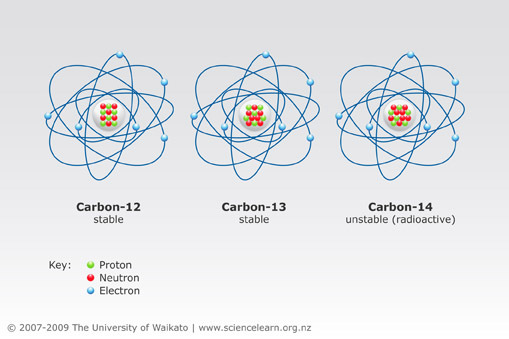 Carbon-12
stable
Carbon-13
stable
Carbon-14
unstable (radioactive)
Key: Proton
Neutron
Electron
© 2007-2009 The University of Waikato | www.sciencelearn.org.nz